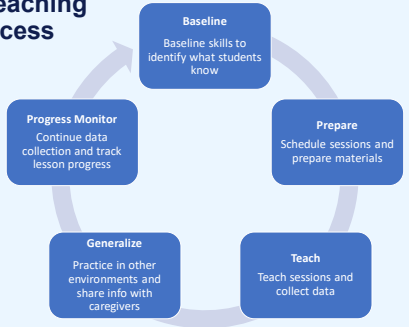 eaching
cess
Baseline
Baseline skills to
identify what students
know
Prepare
Schedule sessions and
prepare materials
Teach
Teach sessions and
collect data
Generalize
Practice in other
environments and
share info with
caregivers
Progress Monitor
Continue data
collection and track
lesson progress